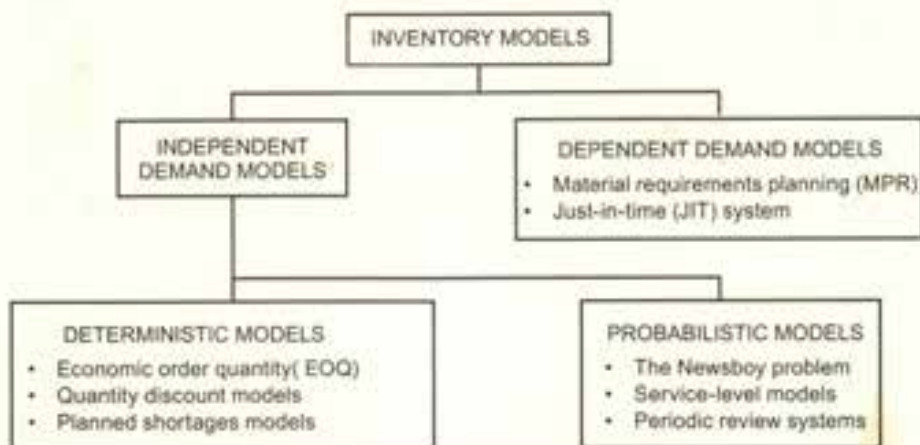 INVENTORY MODELS
INDEPENDENT
DEMAND MODELS
DEPENDENT DEMAND MODELS
• Material requirements planning (MPR)
• Just-in-time (JIT) system
DETERMINISTIC MODELS
• Economic order quantity( EOQ)
• Quantity discount models
• Planned shortages models
PROBABILISTIC MODELS
• The Newsboy problem
• Service-level models
• Periodic review systems